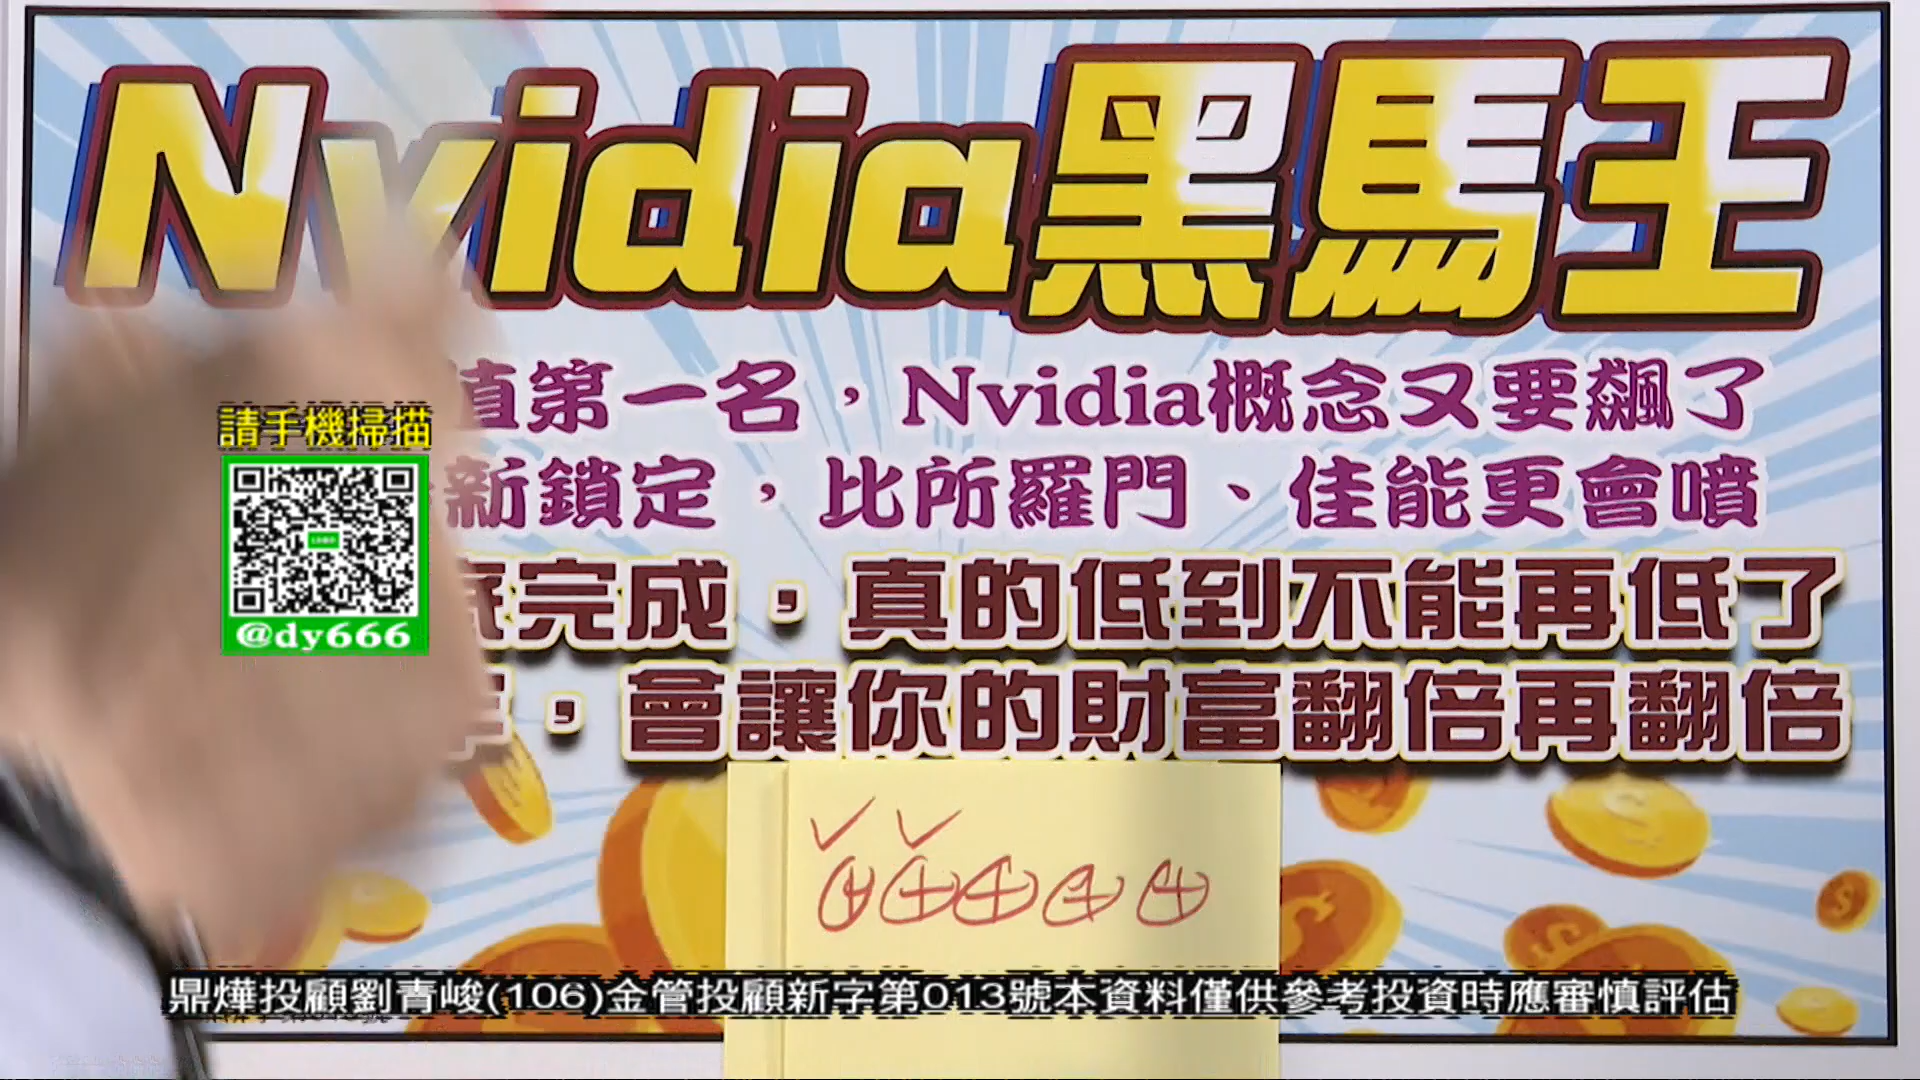 Nvidia黑馬王
值第一名，Nvidia概念又要飆了
新鎖定，比所羅門、佳能更會噴
底完成，真的低到不能再低了
，會讓你的財富翻倍再翻倍
請手機掃描
@dy666
鼎燁投顧劉青峻(106)金管投顧新字第013號本資料僅供參考投資時應審慎評估